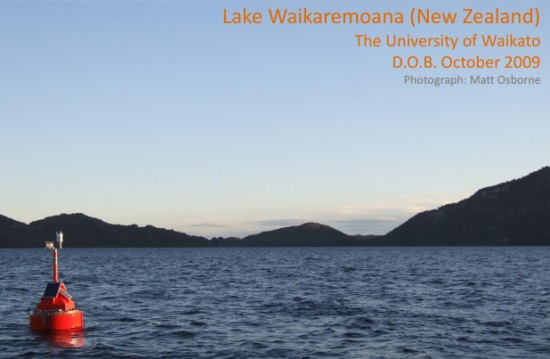 Lake Waikaremoana (New Zealand)
The University of Waikato
D.O.B. October 2009
Photograph: Matt Osborne